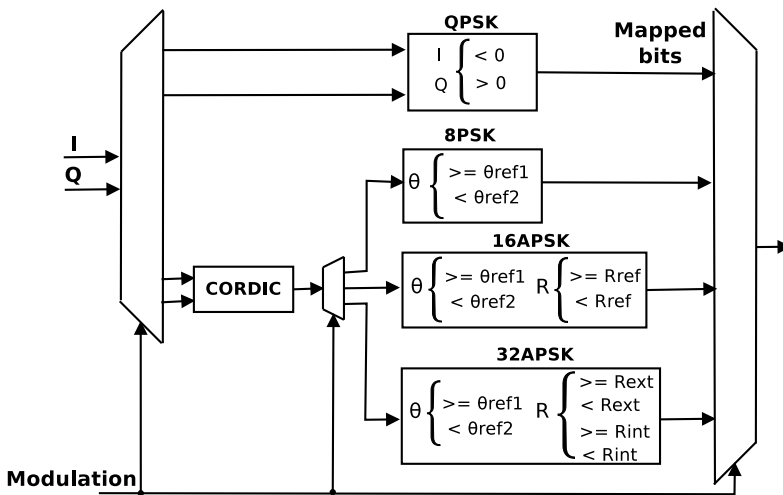 QPSK
I < 0
Q > 0
Mapped
bits
I
Q
8PSK
θ >= θref1
< θref2
16APSK
θ >= θref1 R >= Rref
< θref2 < Rref
CORDIC
32APSK
θ >= θref1 R >= Rext
< θref2 < Rext
>= Rint
< Rint
Modulation